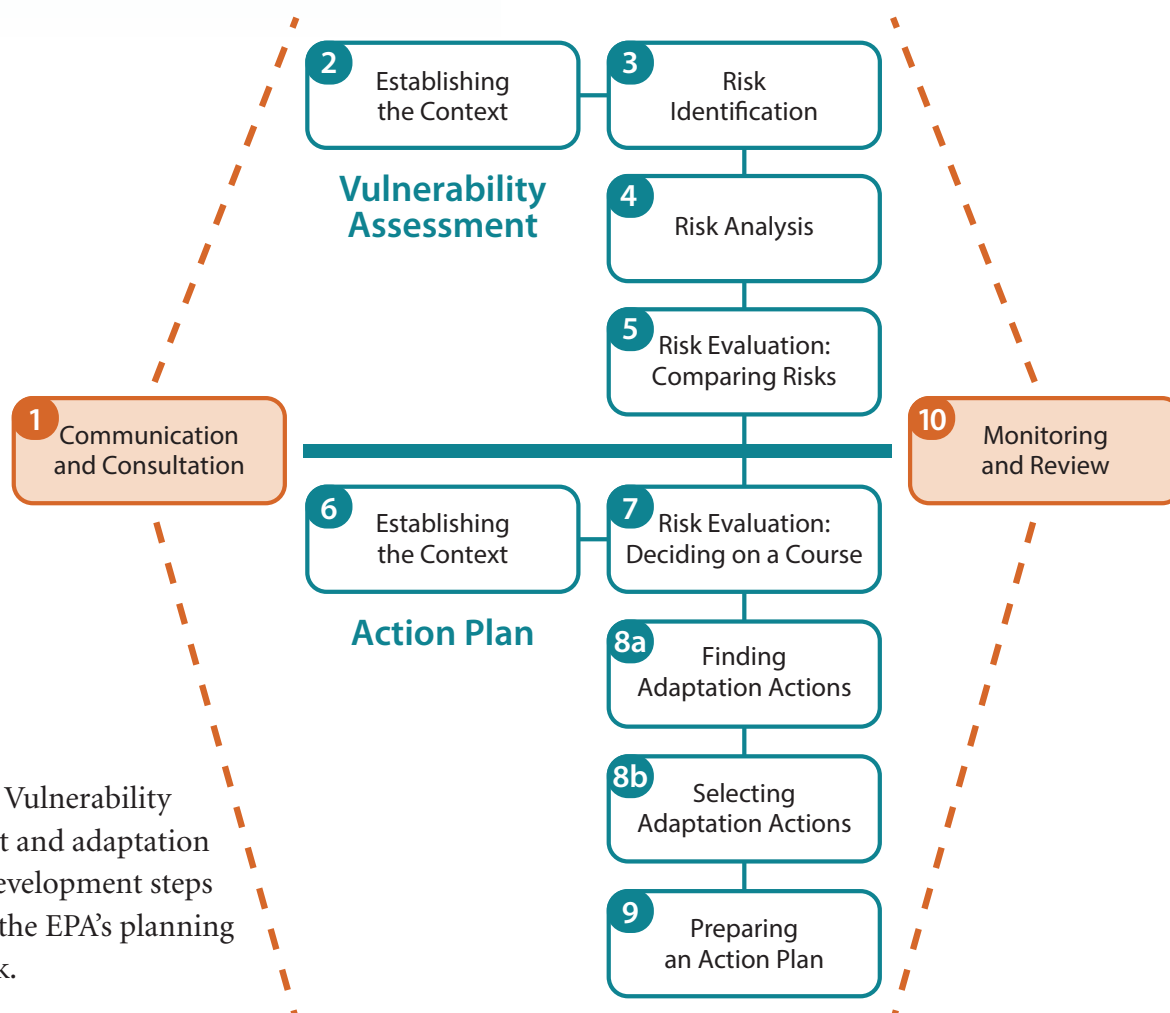 2
Establishing
the Context
3
Risk
Identification
Vulnerability
Assessment
4
Risk Analysis
5
Risk Evaluation:
Comparing Risks
1
Communication
and Consultation
10
Monitoring
and Review
6
Establishing
the Context
7
Risk Evaluation:
Deciding on a Course
Action Plan
8a
Finding
Adaptation Actions
8b
Selecting
Adaptation Actions
9
Preparing
an Action Plan
Vulnerability
t and adaptation
evelopment steps
the EPA’s planning
k.